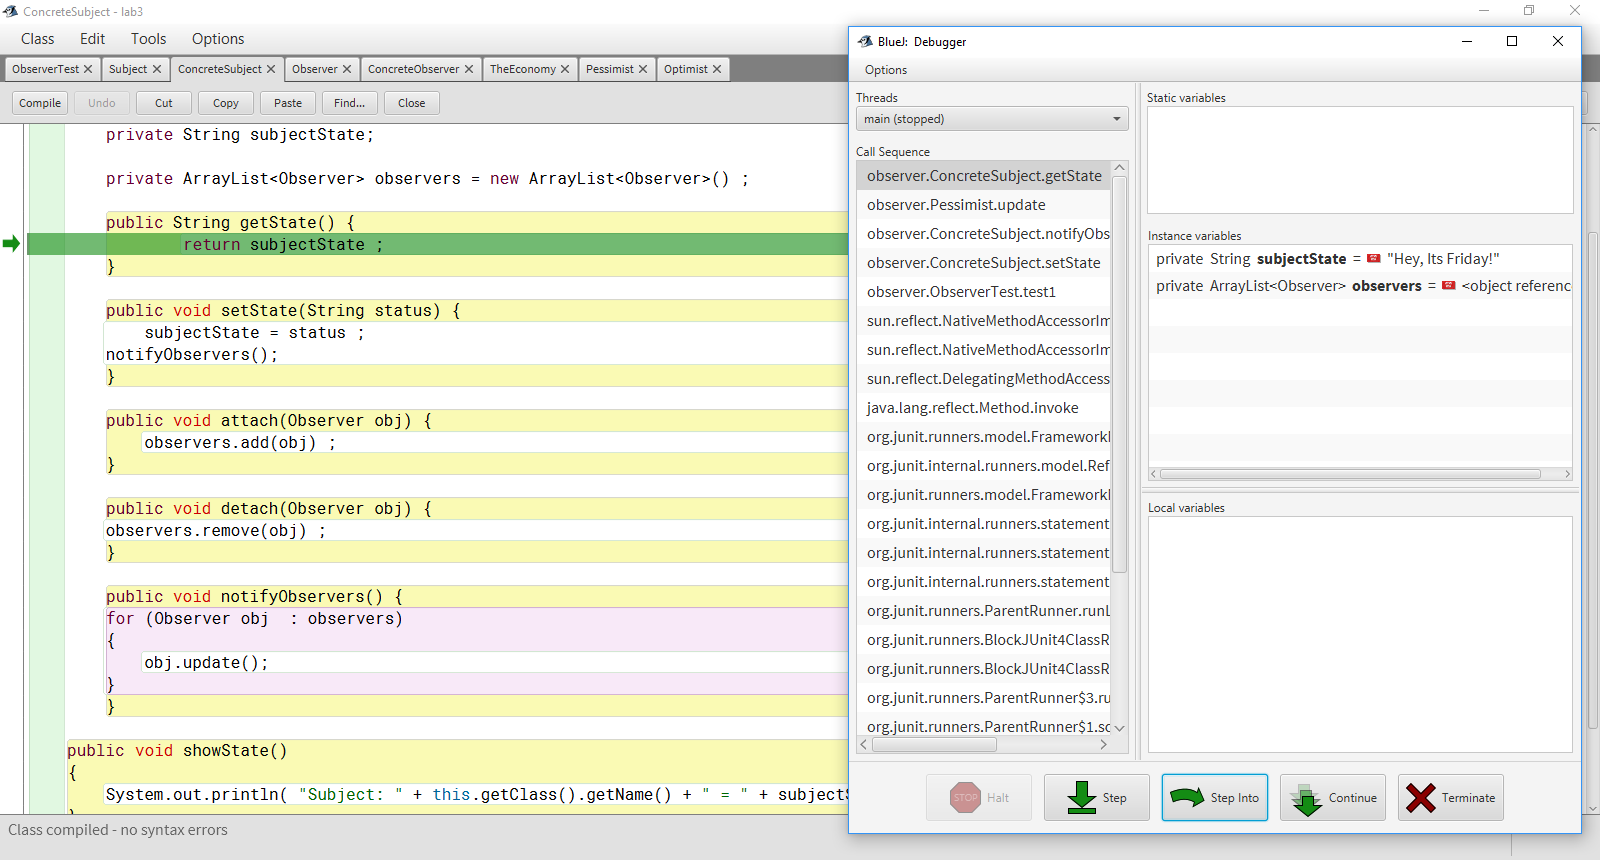 ConcreteSubject - lab3
Class Edit Tools Options
ObserverTest Subject ConcreteSubject Observer ConcreteObserver TheEconomy Pessimist Optimist
Compile Undo Cut Copy Paste Find... Close
private String subjectState;
private ArrayList<Observer> observers = new ArrayList<Observer>() ;
public String getState() {
return subjectState ;
}
public void setState(String status) {
subjectState = status ;
notifyObservers();
}
public void attach(Observer obj) {
observers.add(obj) ;
}
public void detach(Observer obj) {
observers.remove(obj) ;
}
public void notifyObservers() {
for (Observer obj  : observers)
{
obj.update();
}
}
public void showState()
{
System.out.println( "Subject: " + this.getClass().getName() + " = " + subjectS
Class compiled - no syntax errors
BlueJ: Debugger
Options
Threads
main (stopped)
Call Sequence
observer.ConcreteSubject.getState
observer.Pessimist.update
observer.ConcreteSubject.notifyObs
observer.ConcreteSubject.setState
observer.ObserverTest.test1
sun.reflect.NativeMethodAccessorIm
sun.reflect.NativeMethodAccessorIm
sun.reflect.DelegatingMethodAccess
java.lang.reflect.Method.invoke
org.junit.runners.model.Framework
org.junit.internal.runners.model.Ref
org.junit.runners.model.Framework
org.junit.internal.runners.statement
org.junit.internal.runners.statement
org.junit.internal.runners.statement
org.junit.runners.ParentRunner.runL
org.junit.runners.BlockJUnit4ClassR
org.junit.runners.BlockJUnit4ClassR
org.junit.runners.ParentRunner$3.ru
org.junit.runners.ParentRunner$1.sc
Static variables
Instance variables
private String subjectState = "Hey, Its Friday!"
private ArrayList<Observer> observers = <object referenc
Local variables
STOP Halt Step Step Into Continue Terminate